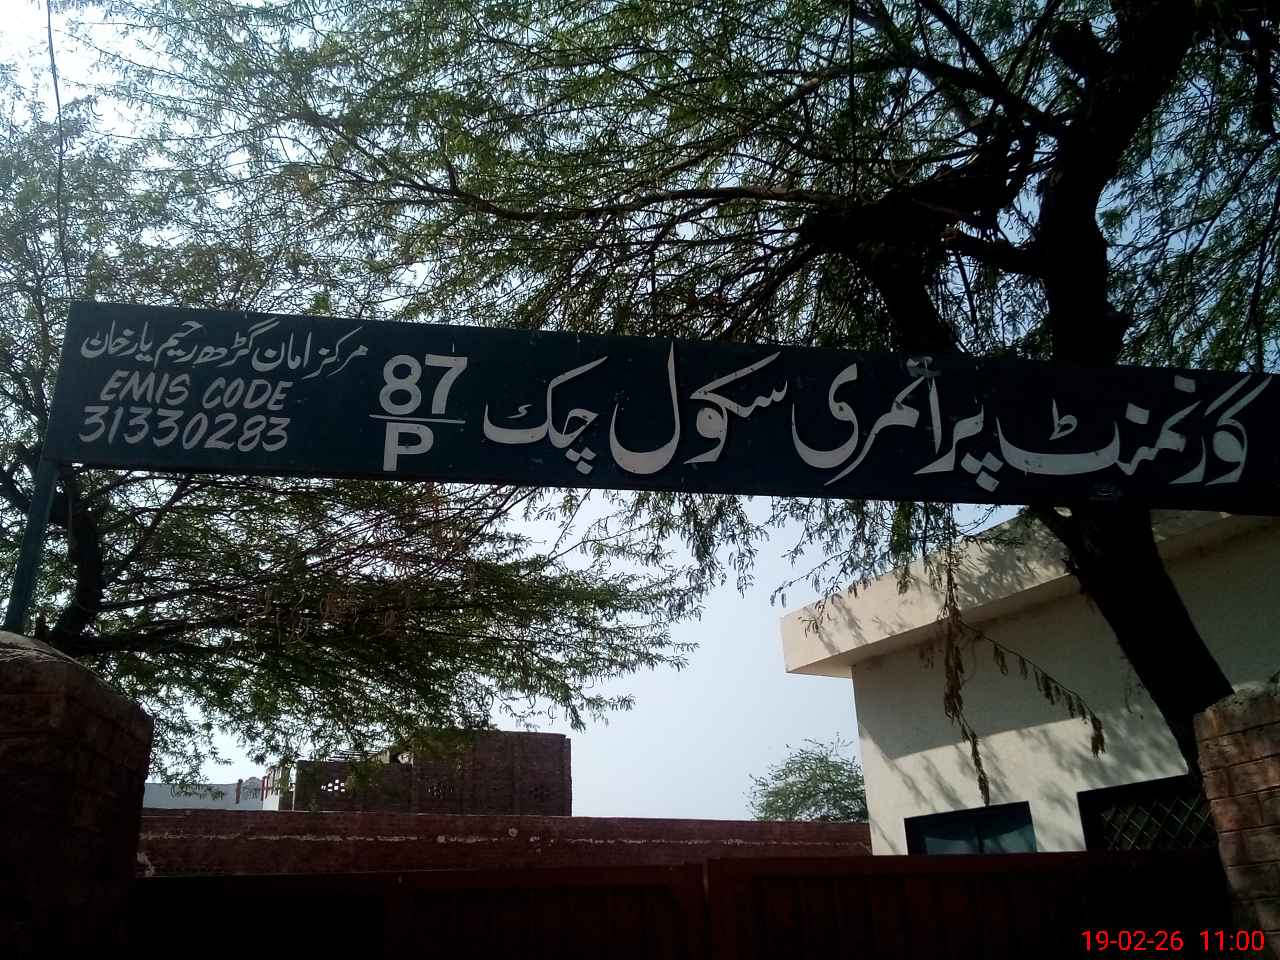 گورنمنٹ پرائمری سکول چک 87/P
مرکز امان گڑھ رحیم یار خان
EMIS CODE
31330283
19-02-26 11:00